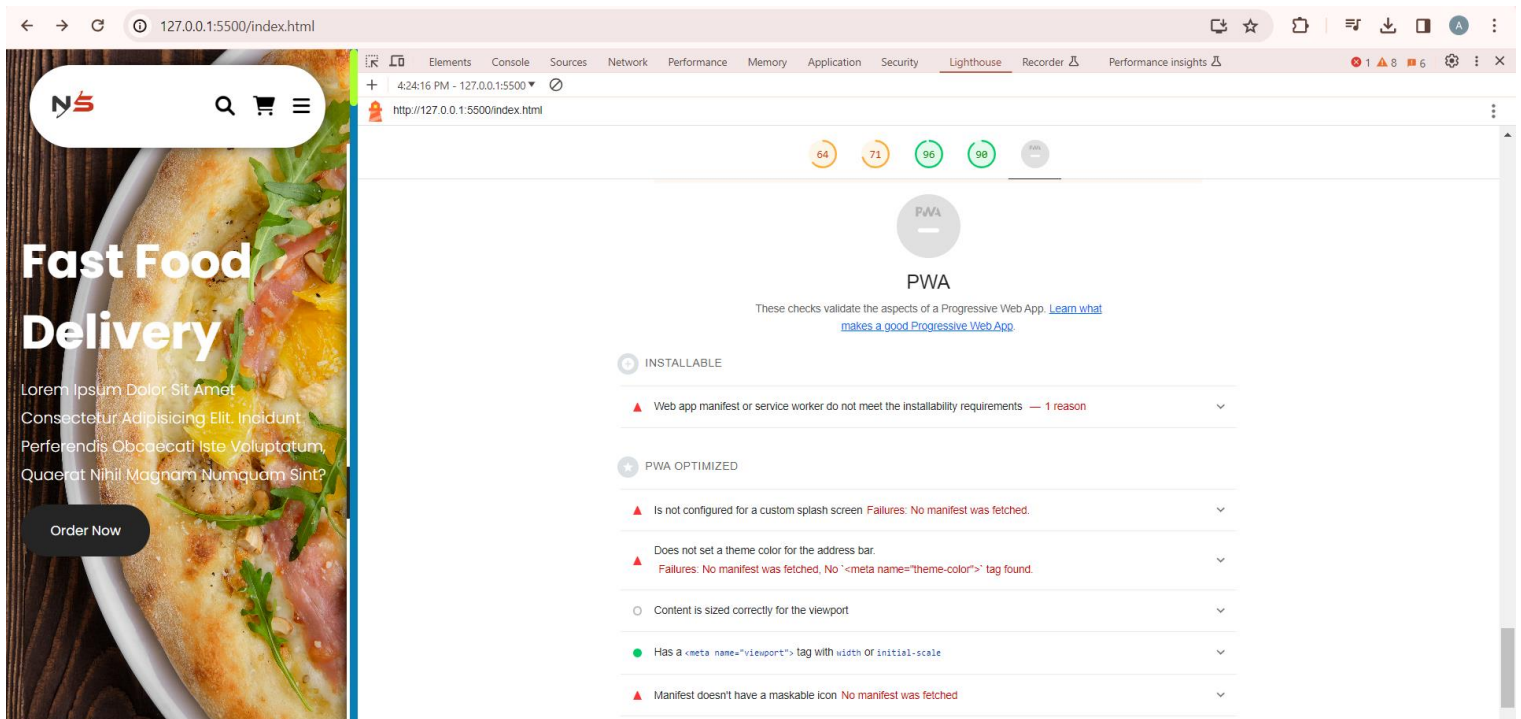 127.0.0.1:5500/index.html
A
NS
Fast Food
Delivery
Lorem Ipsum Dolor Sit Amet
Consectetur Adipisicing Elit. Incidunt
Perferendis Obcaecati Iste Voluptatum,
Quaerat Nihil Magnam Numquam Sint?
Order Now
Elements Console Sources Network Performance Memory Application Security Lighthouse Recorder Performance insights 1 8 6
4:24:16 PM - 127.0.0.1:5500
http://127.0.0.1:5500/index.html
64 71 96 90 PWA
PWA
PWA
These checks validate the aspects of a Progressive Web App. Learn what
makes a good Progressive Web App.
INSTALLABLE
Web app manifest or service worker do not meet the installability requirements — 1 reason
PWA OPTIMIZED
Is not configured for a custom splash screen Failures: No manifest was fetched.
Does not set a theme color for the address bar.
Failures: No manifest was fetched, No `<meta name="theme-color">` tag found.
Content is sized correctly for the viewport
Has a <meta name="viewport"> tag with width or initial-scale
Manifest doesn't have a maskable icon No manifest was fetched